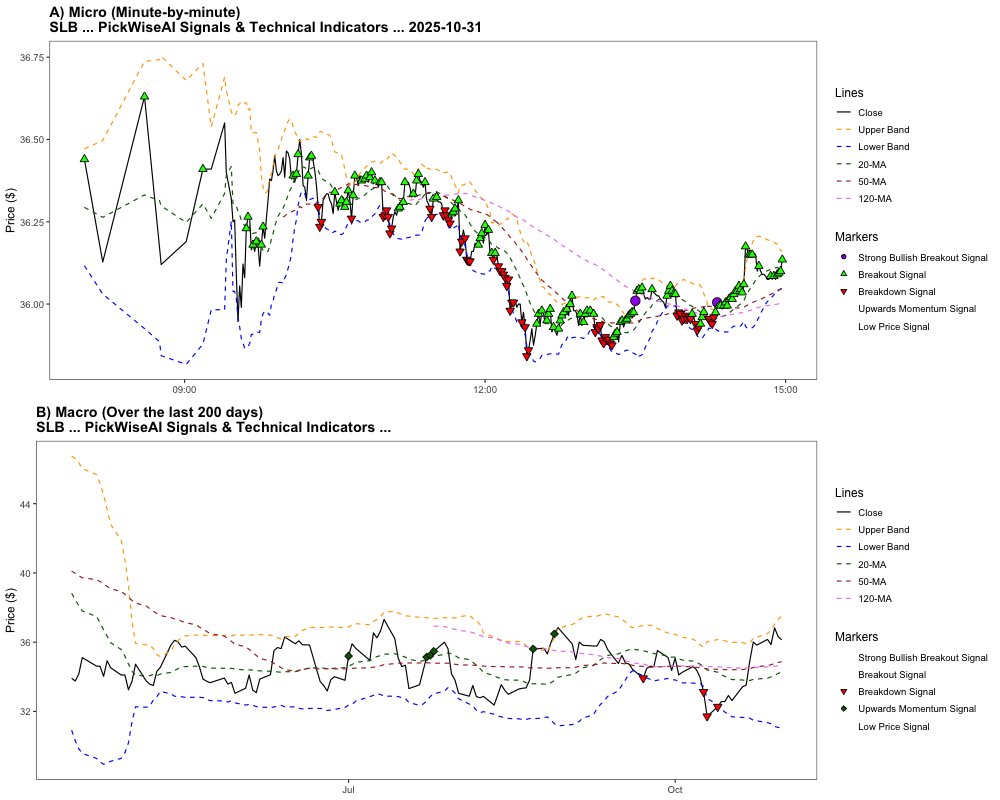 A) Micro (Minute-by-minute)
SLB ... PickWiseAI Signals & Technical Indicators ... 2025-10-31
36.75
36.50
36.25
36.00
Price ($)
09:00
12:00
15:00
Lines
Close
Upper Band
Lower Band
20-MA
50-MA
120-MA
Markers
Strong Bullish Breakout Signal
Breakout Signal
Breakdown Signal
Upwards Momentum Signal
Low Price Signal
B) Macro (Over the last 200 days)
SLB ... PickWiseAI Signals & Technical Indicators ...
44
40
36
32
Price ($)
Jul
Oct
Lines
Close
Upper Band
Lower Band
20-MA
50-MA
120-MA
Markers
Strong Bullish Breakout Signal
Breakout Signal
Breakdown Signal
Upwards Momentum Signal
Low Price Signal